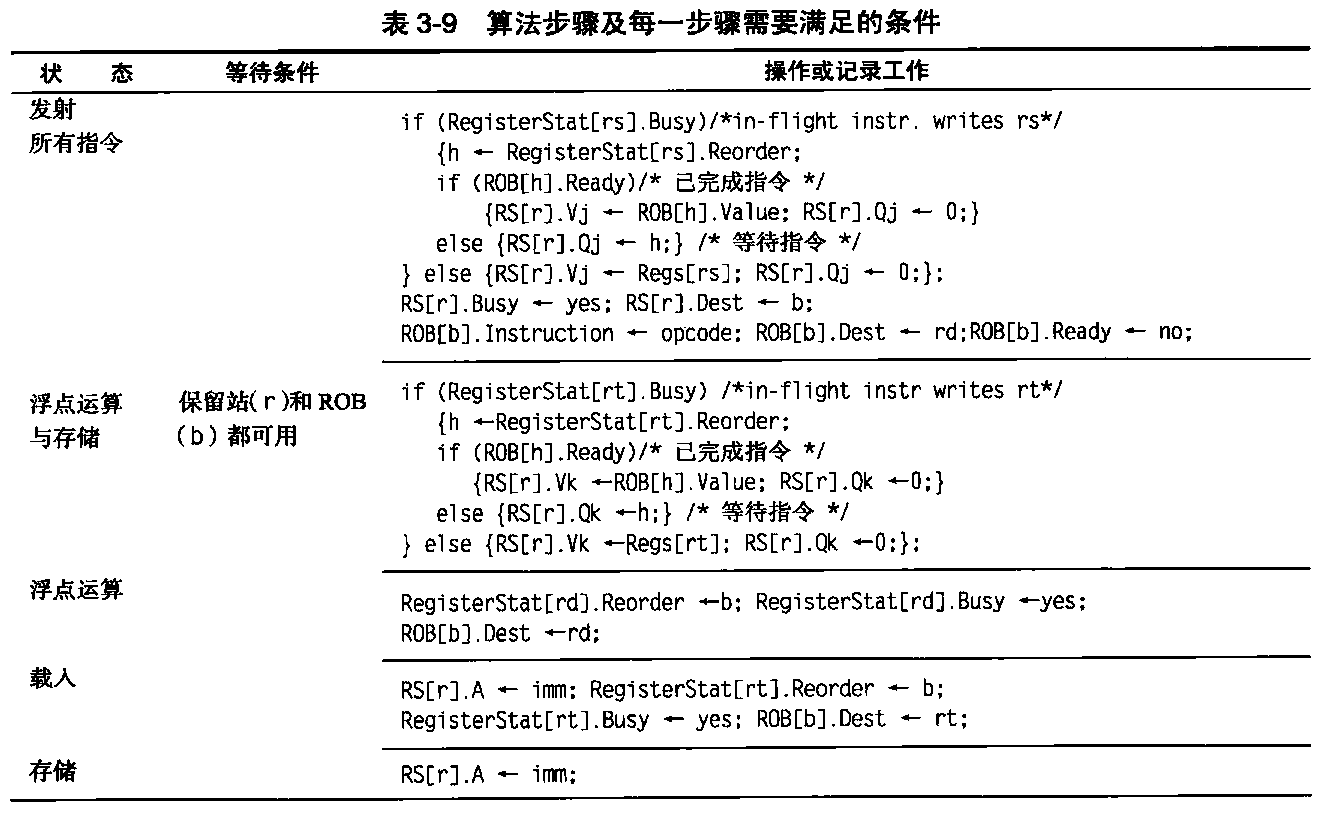 表 3-9 算法步骤及每一步骤需要满足的条件
状 态 等待条件 操作或记录工作
发射
所有指令
if (RegisterStat[rs].Busy)/*in-flight instr. writes rs*/
{h ← RegisterStat[rs].Reorder;
if (ROB[h].Ready)/* 已完成指令 */
{RS[r].Vj ← ROB[h].Value; RS[r].Qj ← 0;}
else {RS[r].Qj ← h;} /* 等待指令 */
} else {RS[r].Vj ← Regs[rs]; RS[r].Qj ← 0;};
RS[r].Busy ← yes; RS[r].Dest ← b;
ROB[b].Instruction ← opcode; ROB[b].Dest ← rd;ROB[b].Ready ← no;
浮点运算
与存储
保留站(r)和 ROB
(b)都可用
if (RegisterStat[rt].Busy) /*in-flight instr writes rt*/
{h ←RegisterStat[rt].Reorder;
if (ROB[h].Ready)/* 已完成指令 */
{RS[r].Vk ←ROB[h].Value; RS[r].Qk ←0;}
else {RS[r].Qk ←h;} /* 等待指令 */
} else {RS[r].Vk ←Regs[rt]; RS[r].Qk ←0;};
浮点运算
RegisterStat[rd].Reorder ←b; RegisterStat[rd].Busy ←yes;
ROB[b].Dest ←rd;
载入
RS[r].A ← imm; RegisterStat[rt].Reorder ← b;
RegisterStat[rt].Busy ← yes; ROB[b].Dest ← rt;
存储
RS[r].A ← imm;